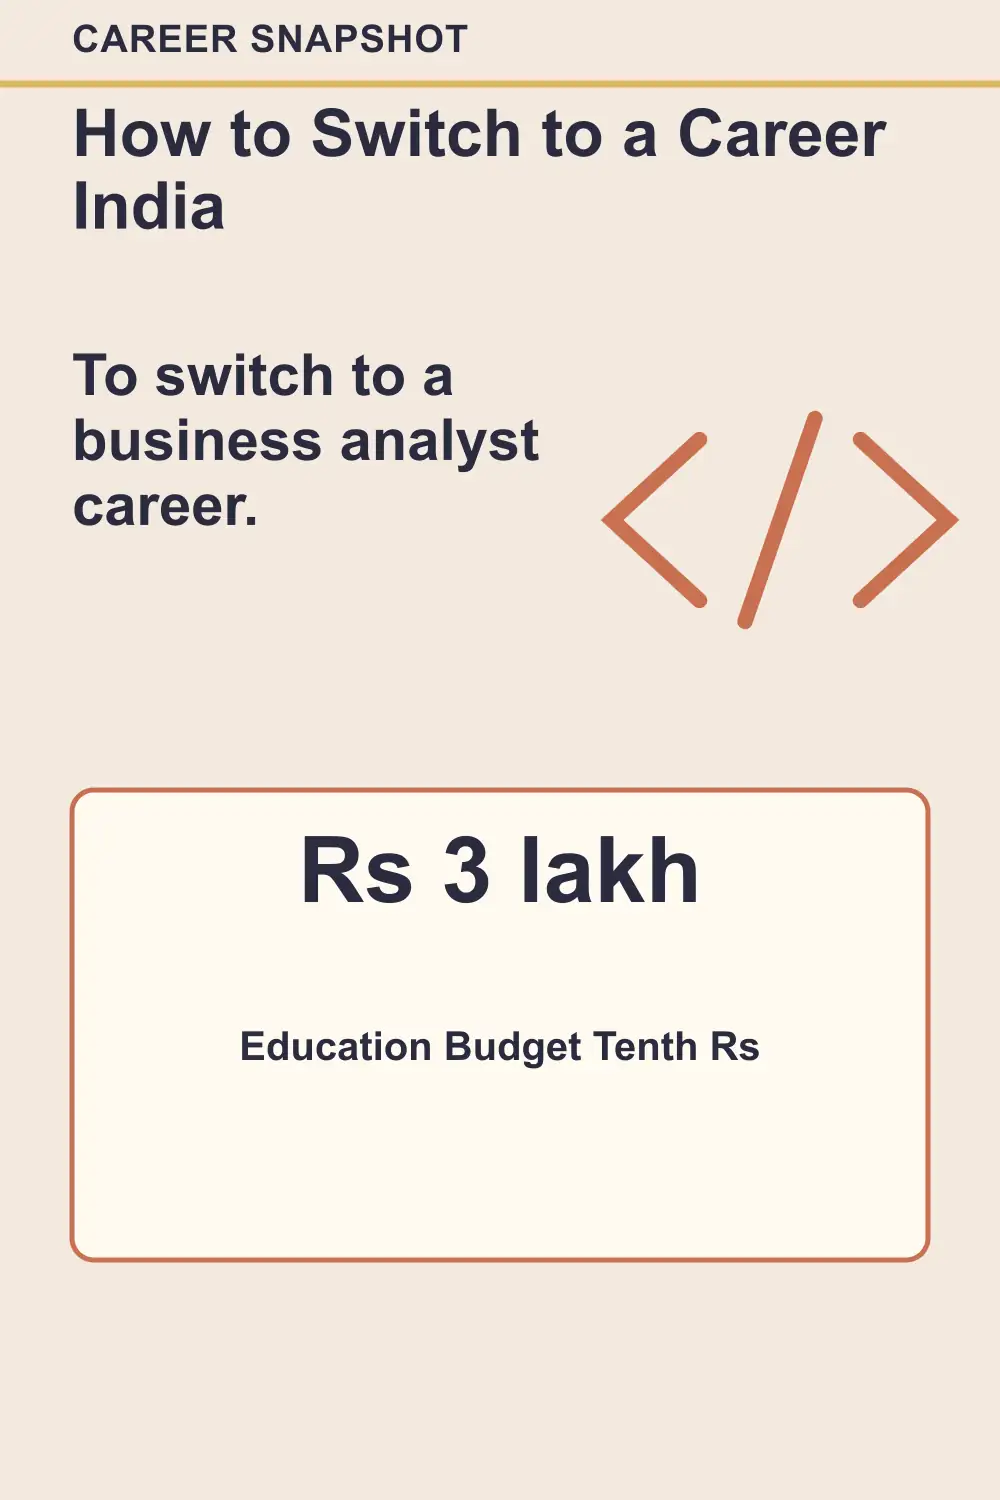 CAREER SNAPSHOT
How to Switch to a Career
India
To switch to a
business analyst
career.
Rs 3 lakh
Education Budget Tenth Rs